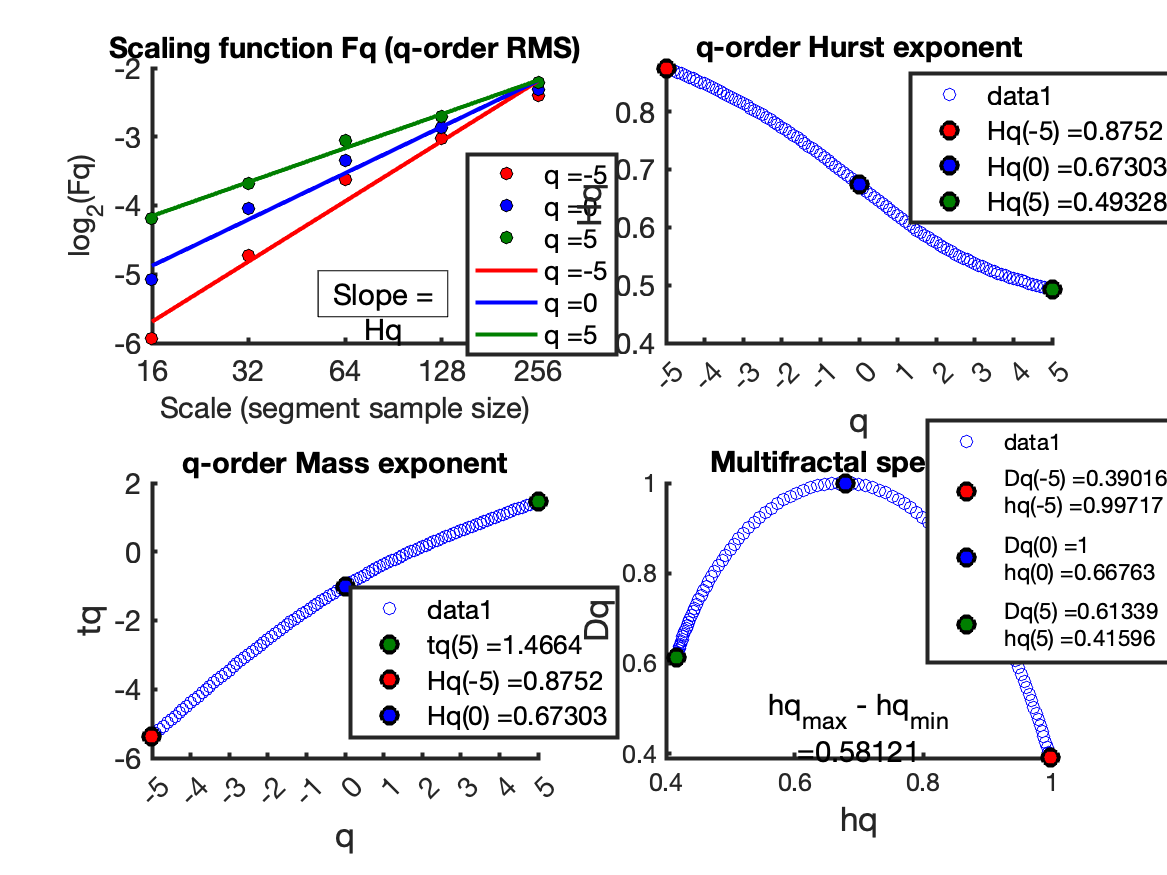 Scaling function Fq (q-order RMS)
-2
-3
-4
-5
-6
log2(Fq)
16 32 64 128 256
Scale (segment sample size)
Slope =
Hq
q =-5
q =0
q =5
q =-5
q =0
q =5
q-order Hurst exponent
0.8
0.7
0.6
0.5
0.4
Hq
-5 -4 -3 -2 -1 0 1 2 3 4 5
q
data1
Hq(-5) =0.8752
Hq(0) =0.67303
Hq(5) =0.49328
q-order Mass exponent
2
0
-2
-4
-6
tq
-5 -4 -3 -2 -1 0 1 2 3 4 5
q
data1
tq(5) =1.4664
Hq(-5) =0.8752
Hq(0) =0.67303
Multifractal spe
1
0.8
0.6
0.4
Dq
0.4 0.6 0.8 1
hq
hqmax - hqmin
=0.58121
data1
Dq(-5) =0.39016
hq(-5) =0.99717
Dq(0) =1
hq(0) =0.66763
Dq(5) =0.61339
hq(5) =0.41596